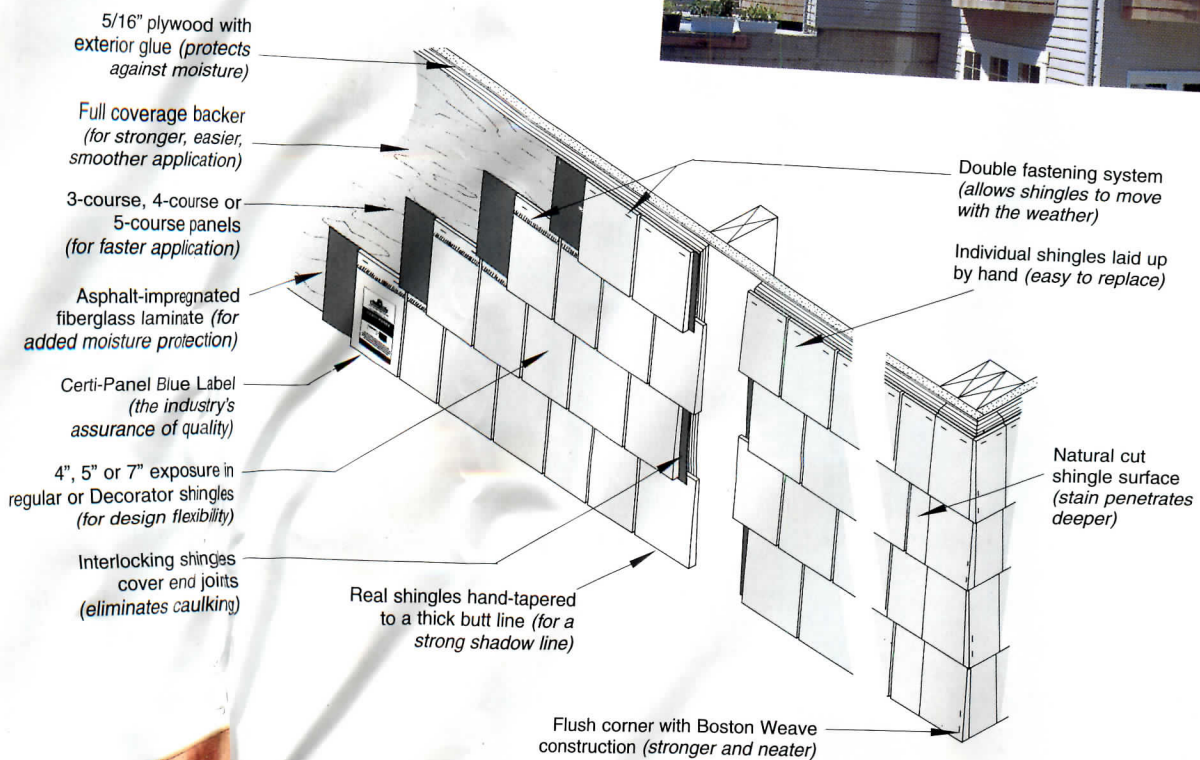 5/16" plywood with
exterior glue (protects
against moisture)
Full coverage backer
(for stronger, easier,
smoother application)
3-course, 4-course or
5-course panels
(for faster application)
Asphalt-impregnated
fiberglass laminate (for
added moisture protection)
Certi-Panel Blue Label
(the industry's
assurance of quality)
4", 5" or 7" exposure in
regular or Decorator shingles
(for design flexibility)
Interlocking shinges
cover end joints
(eliminates caulking)
Real shingles hand-tapered
to a thick butt line (for a
strong shadow line)
Double fastening system
(allows shingles to move
with the weather)
Individual shingles laid up
by hand (easy to replace)
Natural cut
shingle surface
(stain penetrates
deeper)
Flush corner with Boston Weave
construction (stronger and neater)